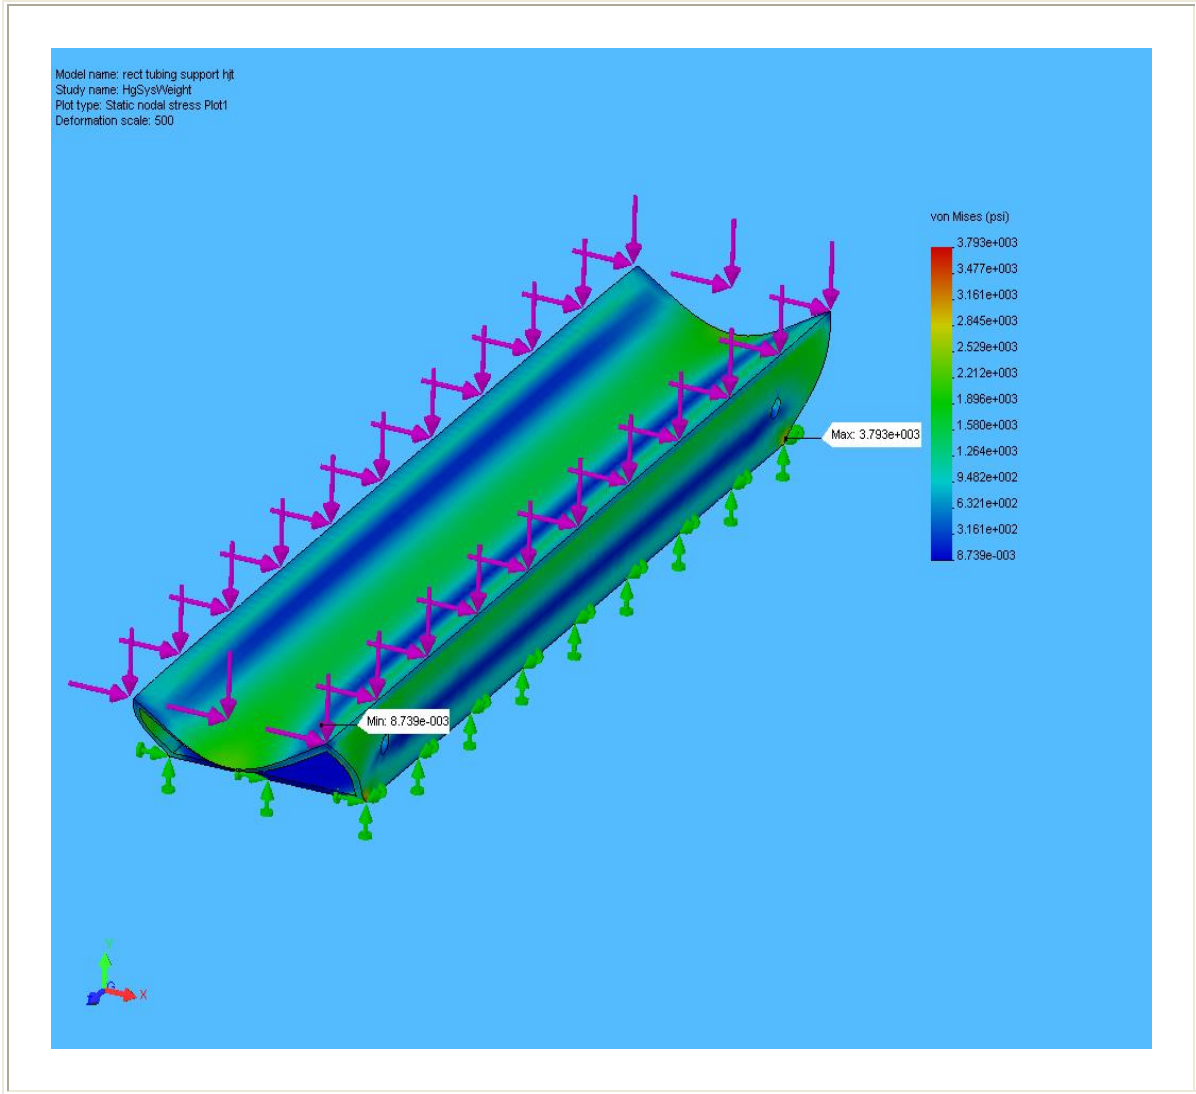 Model name: rect tubing support hjt
Study name: HgSysWeight
Plot type: Static nodal stress Plot1
Deformation scale: 500
von Mises (psi)
3.793e+003
3.477e+003
3.161e+003
2.845e+003
2.529e+003
2.212e+003
1.896e+003
1.580e+003
1.264e+003
9.482e+002
6.321e+002
3.161e+002
8.739e-003
Max: 3.793e+003
Min: 8.739e-003
Y
X